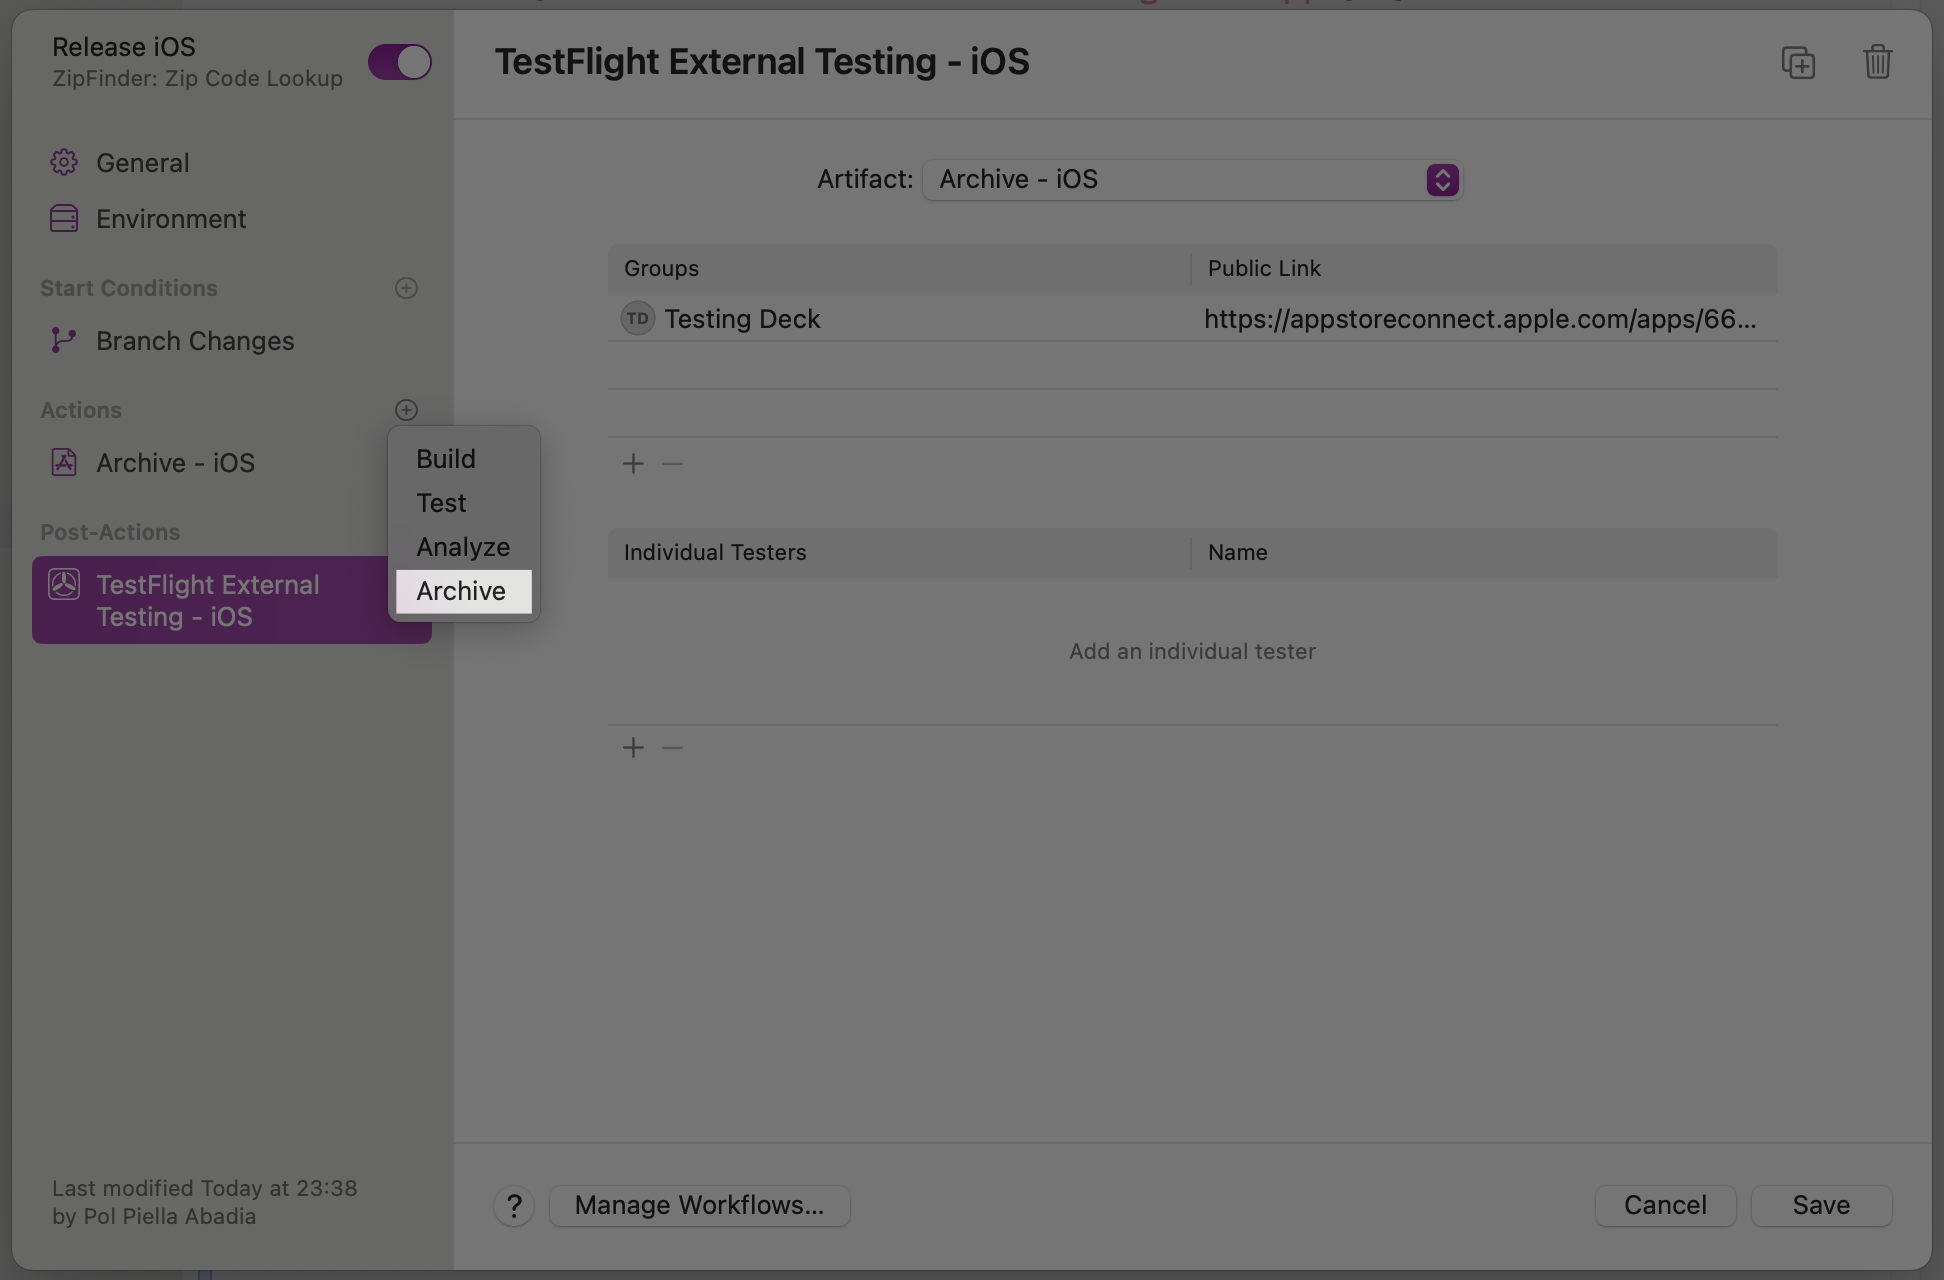 Release iOS
ZipFinder: Zip Code Lookup
General
Environment
Start Conditions
Branch Changes
Actions
Archive - iOS
Post-Actions
TestFlight External
Testing - iOS
Build
Test
Analyze
Archive
Last modified Today at 23:38
by Pol Piella Abadia
TestFlight External Testing - iOS
Artifact: Archive - iOS
Groups Public Link
TD Testing Deck https://appstoreconnect.apple.com/apps/66...
Individual Testers Name
Add an individual tester
? Manage Workflows... Cancel Save